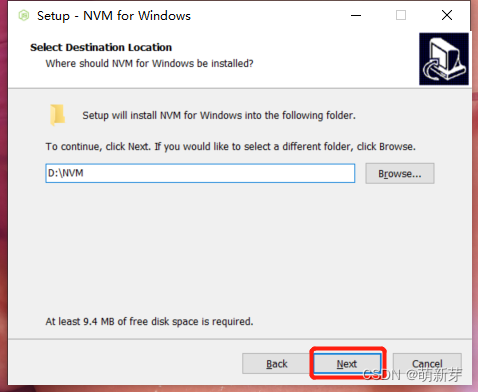 Setup - NVM for Windows
Select Destination Location
Where should NVM for Windows be installed?
Setup will install NVM for Windows into the following folder.
To continue, click Next. If you would like to select a different folder, click Browse.
D:\NVM
Browse...
At least 9.4 MB of free disk space is required.
Back
Next
Cancel
CSDN @萌新芽